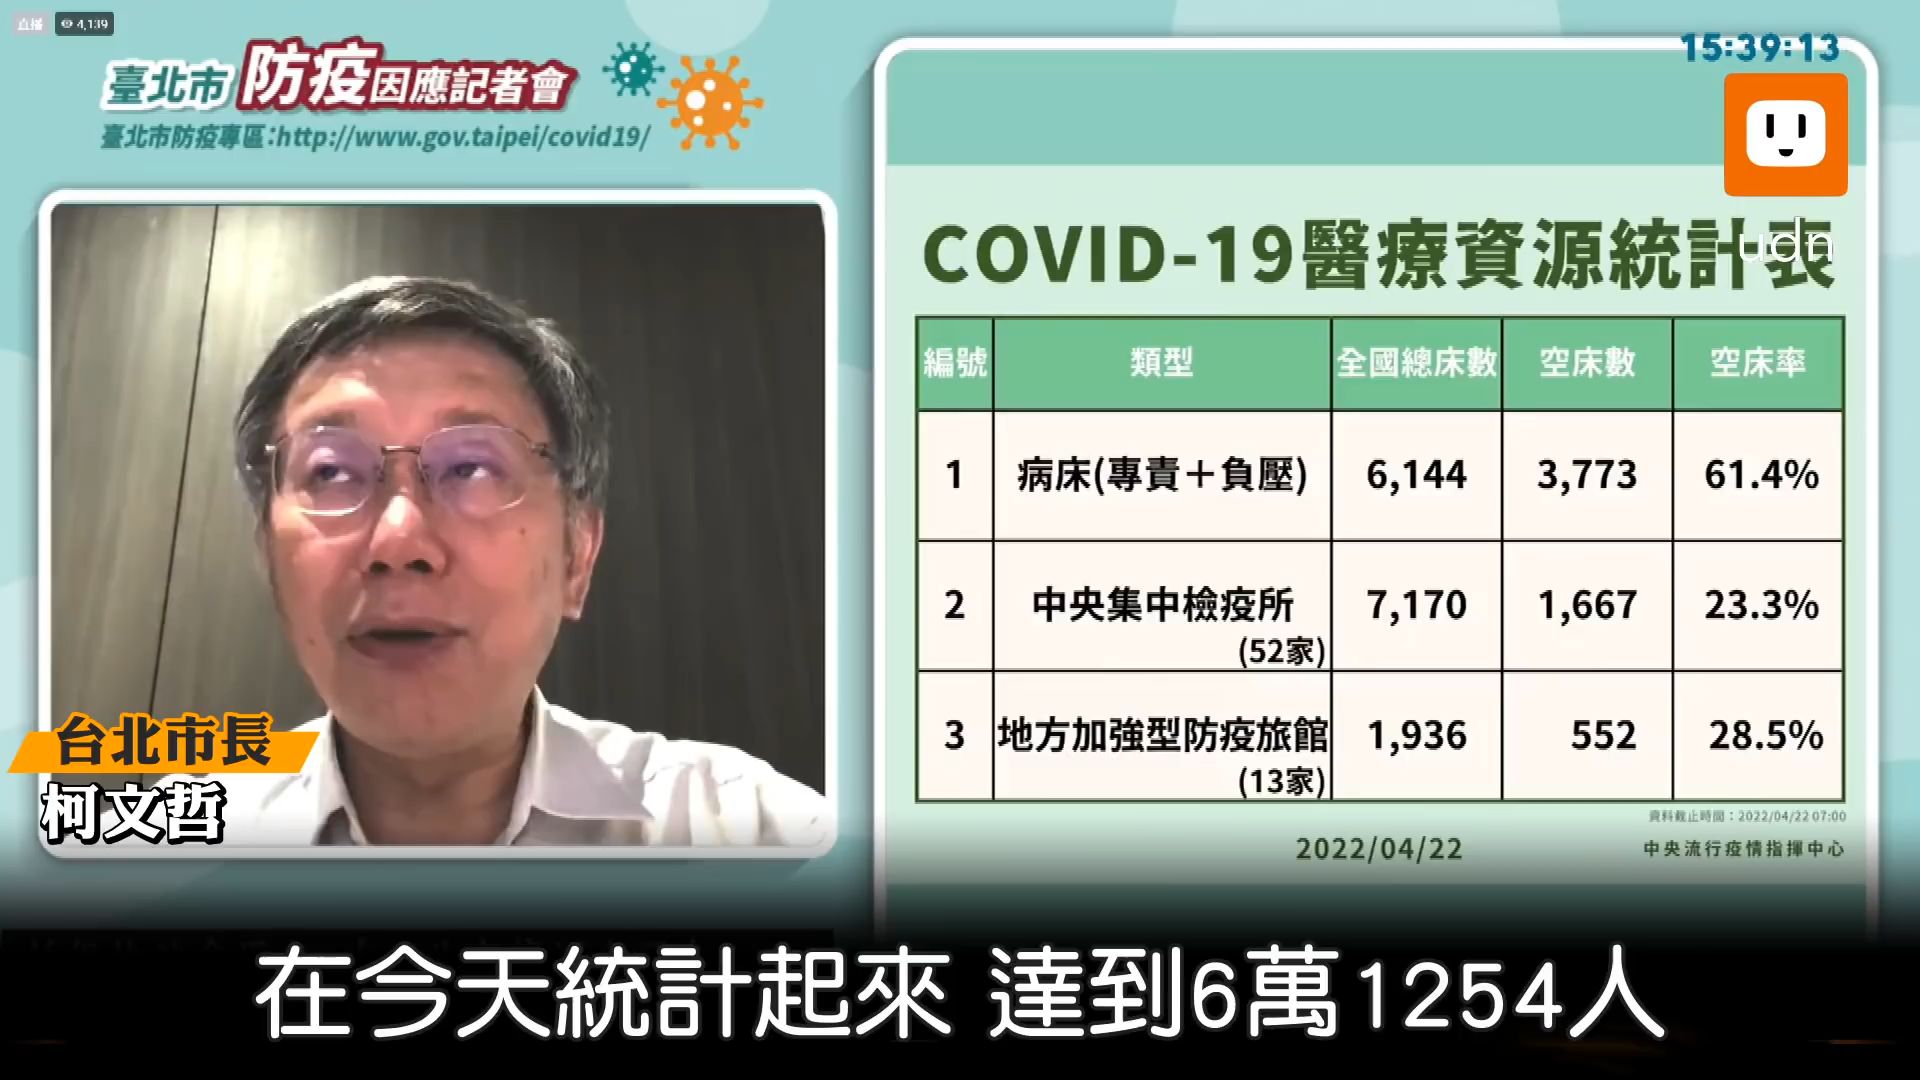 直播 4,139
臺北市防疫因應記者會
臺北市防疫專區:http://www.gov.taipei/covid19/
15:39:13
udn
COVID-19醫療資源統計表
編號 類型 全國總床數 空床數 空床率
1 病床(專責＋負壓) 6,144 3,773 61.4%
2 中央集中檢疫所 (52家) 7,170 1,667 23.3%
3 地方加強型防疫旅館 (13家) 1,936 552 28.5%
資料截止時間：2022/04/22 07:00
2022/04/22 中央流行疫情指揮中心
台北市長
柯文哲
在今天統計起來 達到6萬1254人